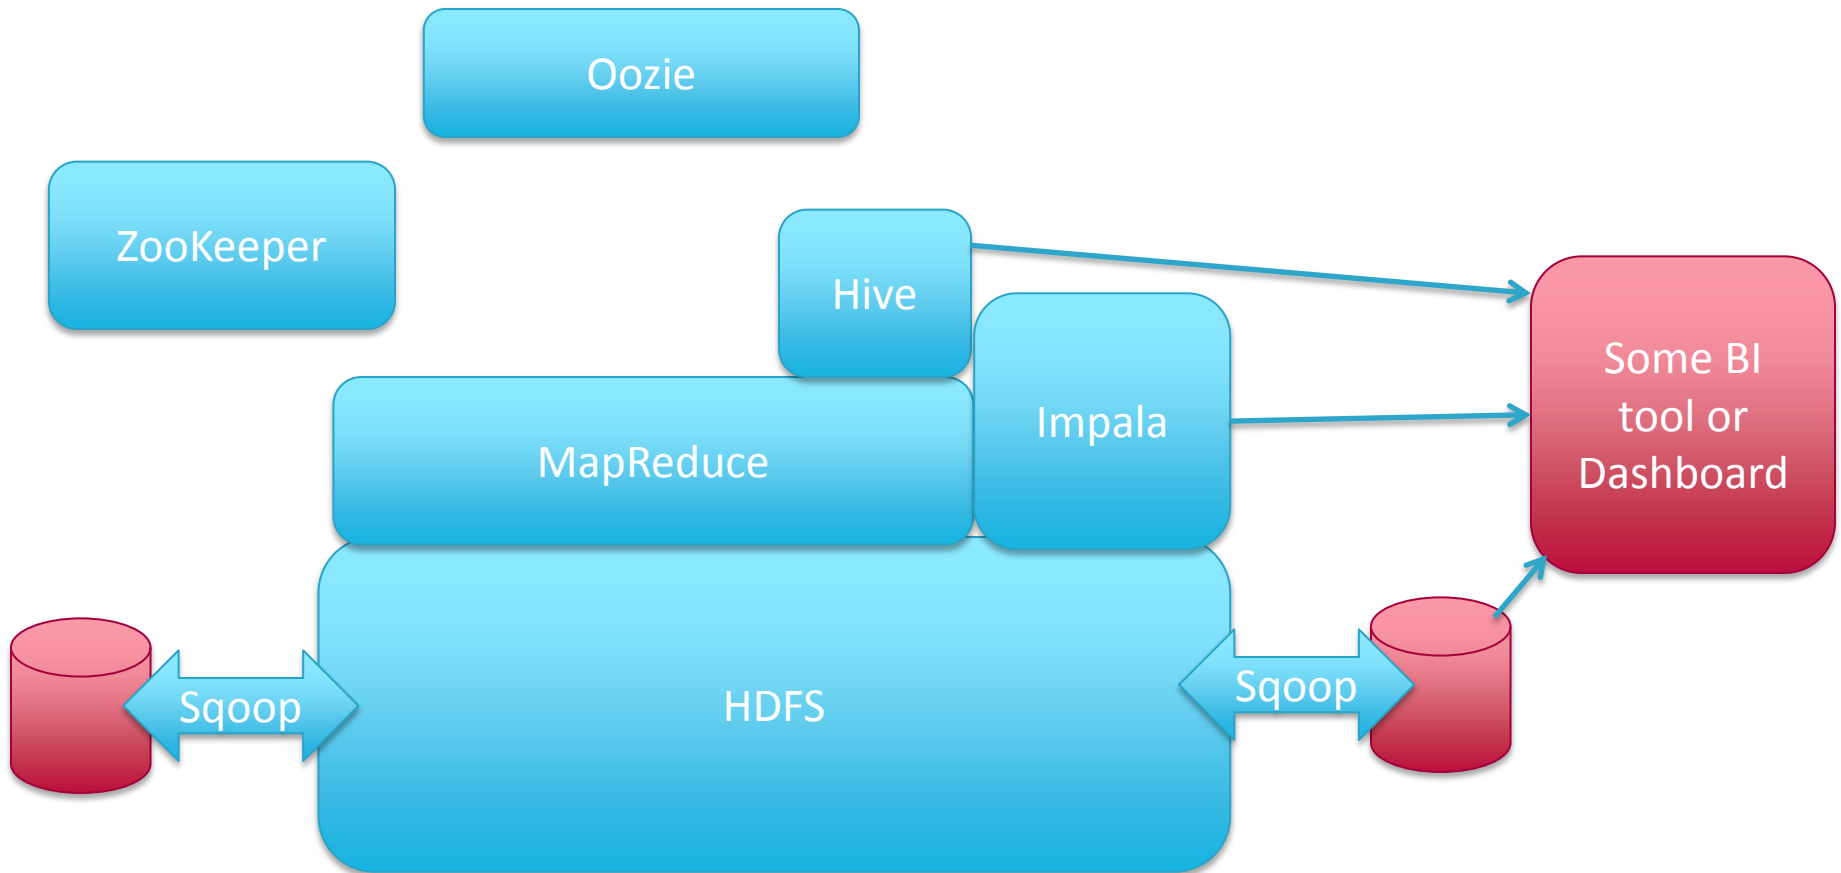 Oozie
ZooKeeper
Hive
Some BI
tool or
Dashboard
Impala
MapReduce
Sqoop
HDFS
Sqoop